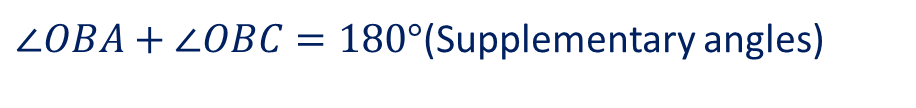 ∠OBA + ∠OBC = 180°(Supplementary angles)